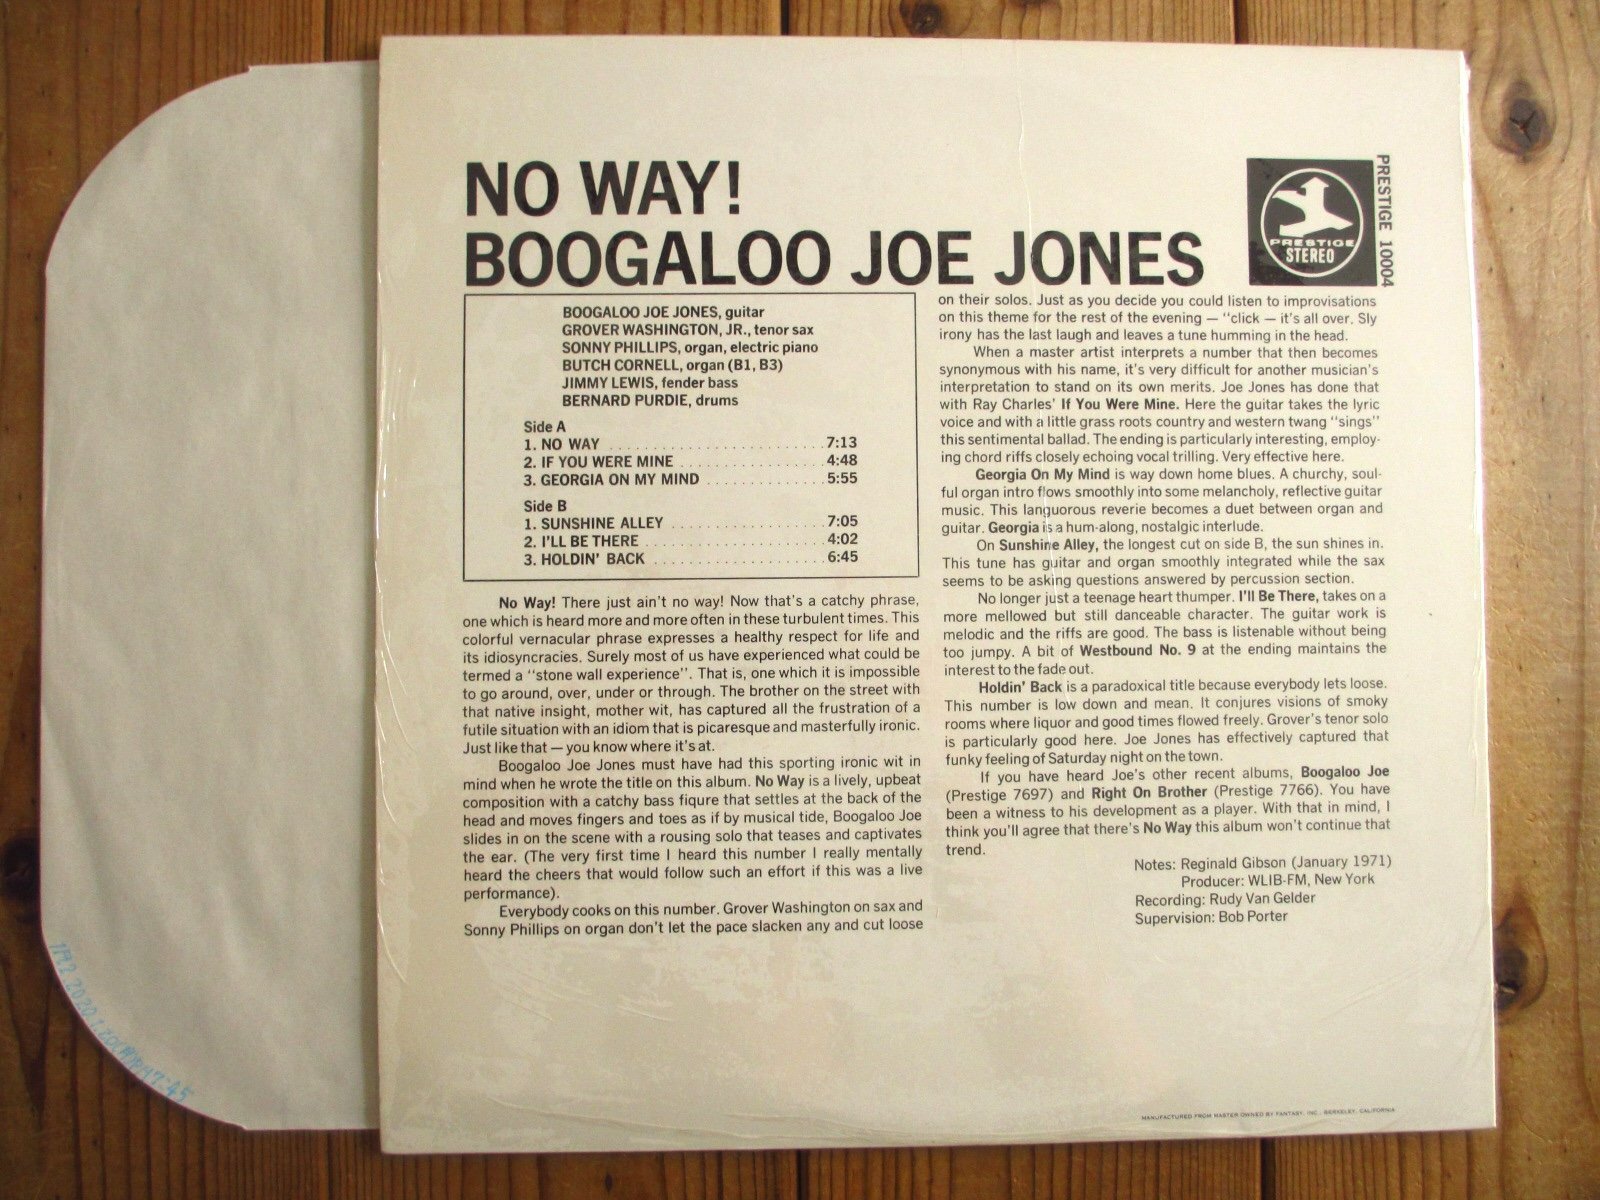 NO WAY!
BOOGALOO JOE JONES
PRESTIGE
STEREO
PRESTIGE 10004
BOOGALOO JOE JONES, guitar
GROVER WASHINGTON, JR., tenor sax
SONNY PHILLIPS, organ, electric piano
BUTCH CORNELL, organ (B1, B3)
JIMMY LEWIS, fender bass
BERNARD PURDIE, drums
Side A
1. NO WAY . . . . . . . . . . . . . . . . . . . . . . . . 7:13
2. IF YOU WERE MINE . . . . . . . . . . . . . . . . 4:48
3. GEORGIA ON MY MIND . . . . . . . . . . . . . 5:55
Side B
1. SUNSHINE ALLEY . . . . . . . . . . . . . . . . . 7:05
2. I'LL BE THERE . . . . . . . . . . . . . . . . . . . . 4:02
3. HOLDIN' BACK . . . . . . . . . . . . . . . . . . . 6:45
No Way! There just ain't no way! Now that's a catchy phrase,
one which is heard more and more often in these turbulent times. This
colorful vernacular phrase expresses a healthy respect for life and
its idiosyncracies. Surely most of us have experienced what could be
termed a "stone wall experience". That is, one which it is impossible
to go around, over, under or through. The brother on the street with
that native insight, mother wit, has captured all the frustration of a
futile situation with an idiom that is picaresque and masterfully ironic.
Just like that — you know where it's at.
Boogaloo Joe Jones must have had this sporting ironic wit in
mind when he wrote the title on this album. No Way is a lively, upbeat
composition with a catchy bass fiqure that settles at the back of the
head and moves fingers and toes as if by musical tide, Boogaloo Joe
slides in on the scene with a rousing solo that teases and captivates
the ear. (The very first time I heard this number I really mentally
heard the cheers that would follow such an effort if this was a live
performance).
Everybody cooks on this number. Grover Washington on sax and
Sonny Phillips on organ don't let the pace slacken any and cut loose
on their solos. Just as you decide you could listen to improvisations
on this theme for the rest of the evening — "click — it's all over. Sly
irony has the last laugh and leaves a tune humming in the head.
When a master artist interprets a number that then becomes
synonymous with his name, it's very difficult for another musician's
interpretation to stand on its own merits. Joe Jones has done that
with Ray Charles' If You Were Mine. Here the guitar takes the lyric
voice and with a little grass roots country and western twang "sings"
this sentimental ballad. The ending is particularly interesting, employ-
ing chord riffs closely echoing vocal trilling. Very effective here.
Georgia On My Mind is way down home blues. A churchy, soul-
ful organ intro flows smoothly into some melancholy, reflective guitar
music. This languorous reverie becomes a duet between organ and
guitar. Georgia is a hum-along, nostalgic interlude.
On Sunshine Alley, the longest cut on side B, the sun shines in.
This tune has guitar and organ smoothly integrated while the sax
seems to be asking questions answered by percussion section.
No longer just a teenage heart thumper. I'll Be There, takes on a
more mellowed but still danceable character. The guitar work is
melodic and the riffs are good. The bass is listenable without being
too jumpy. A bit of Westbound No. 9 at the ending maintains the
interest to the fade out.
Holdin' Back is a paradoxical title because everybody lets loose.
This number is low down and mean. It conjures visions of smoky
rooms where liquor and good times flowed freely. Grover's tenor solo
is particularly good here. Joe Jones has effectively captured that
funky feeling of Saturday night on the town.
If you have heard Joe's other recent albums, Boogaloo Joe
(Prestige 7697) and Right On Brother (Prestige 7766). You have
been a witness to his development as a player. With that in mind, I
think you'll agree that there's No Way this album won't continue that
trend.
Notes: Reginald Gibson (January 1971)
Producer: WLIB-FM, New York
Recording: Rudy Van Gelder
Supervision: Bob Porter
MANUFACTURED FROM MASTER OWNED BY FANTASY, INC., BERKELEY, CALIFORNIA